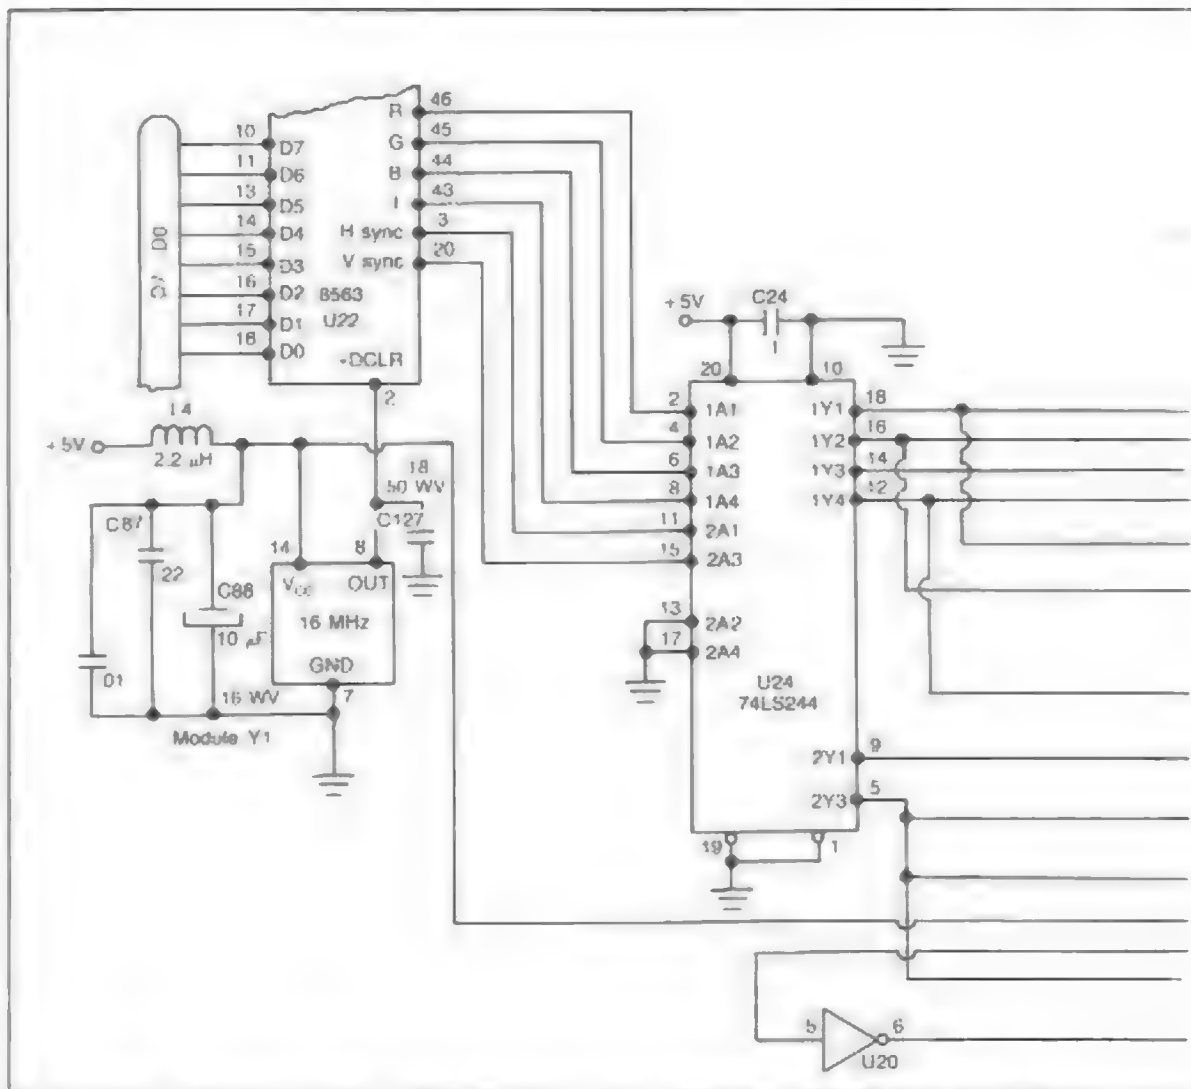 R 46
10 D7
G 45
11 D6
B 44
13 D5
I 43
14 D4
H sync 3
15 D3
V sync 20
16 D2
8563
17 D1
U22
18 D0
DCLR
2
D0
+5V
C24
1
20
10
2 1A1
1Y1 18
4 1A2
1Y2 16
6 1A3
1Y3 14
8 1A4
1Y4 12
11 2A1
15 2A3
13 2A2
17 2A4
U24
74LS244
2Y1 9
2Y3 5
19
1
L4
+5V
2.2 μH
18
50 WV
C127
C87
22
14
8
VCC
OUT
C88
10 μF
16 MHz
GND
01
16 WV
7
Module Y1
5
6
U20